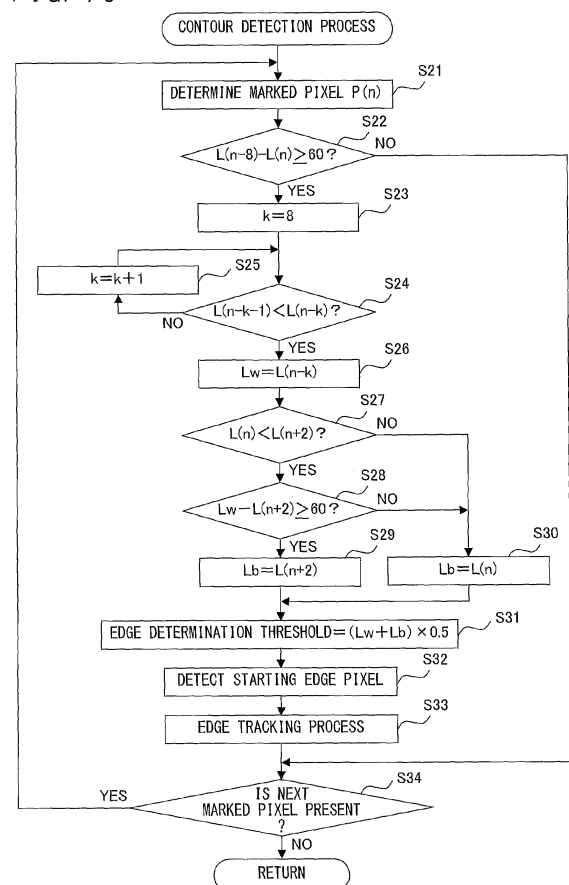 CONTOUR DETECTION PROCESS
S21
DETERMINE MARKED PIXEL P(n)
S22
L(n-8)-L(n)≥60?
NO
YES
S23
k=8
S25
k=k+1
S24
L(n-k-1)<L(n-k)?
NO
YES
S26
Lw=L(n-k)
S27
L(n)<L(n+2)?
NO
YES
S28
Lw-L(n+2)≥60?
NO
YES
S29
Lb=L(n+2)
S30
Lb=L(n)
S31
EDGE DETERMINATION THRESHOLD=(Lw+Lb)×0.5
S32
DETECT STARTING EDGE PIXEL
S33
EDGE TRACKING PROCESS
S34
YES
IS NEXT
MARKED PIXEL PRESENT
?
NO
RETURN